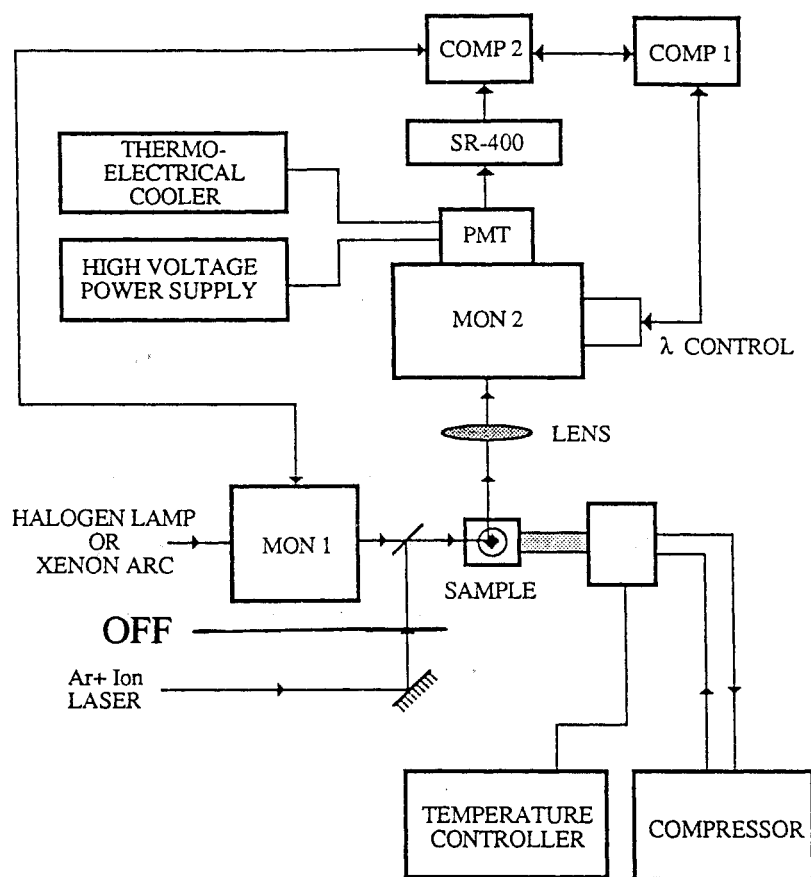 COMP 2
COMP 1
SR-400
THERMO-
ELECTRICAL
COOLER
PMT
HIGH VOLTAGE
POWER SUPPLY
MON 2
λ CONTROL
LENS
HALOGEN LAMP
OR
XENON ARC
MON 1
SAMPLE
OFF
Ar+ Ion
LASER
TEMPERATURE
CONTROLLER
COMPRESSOR